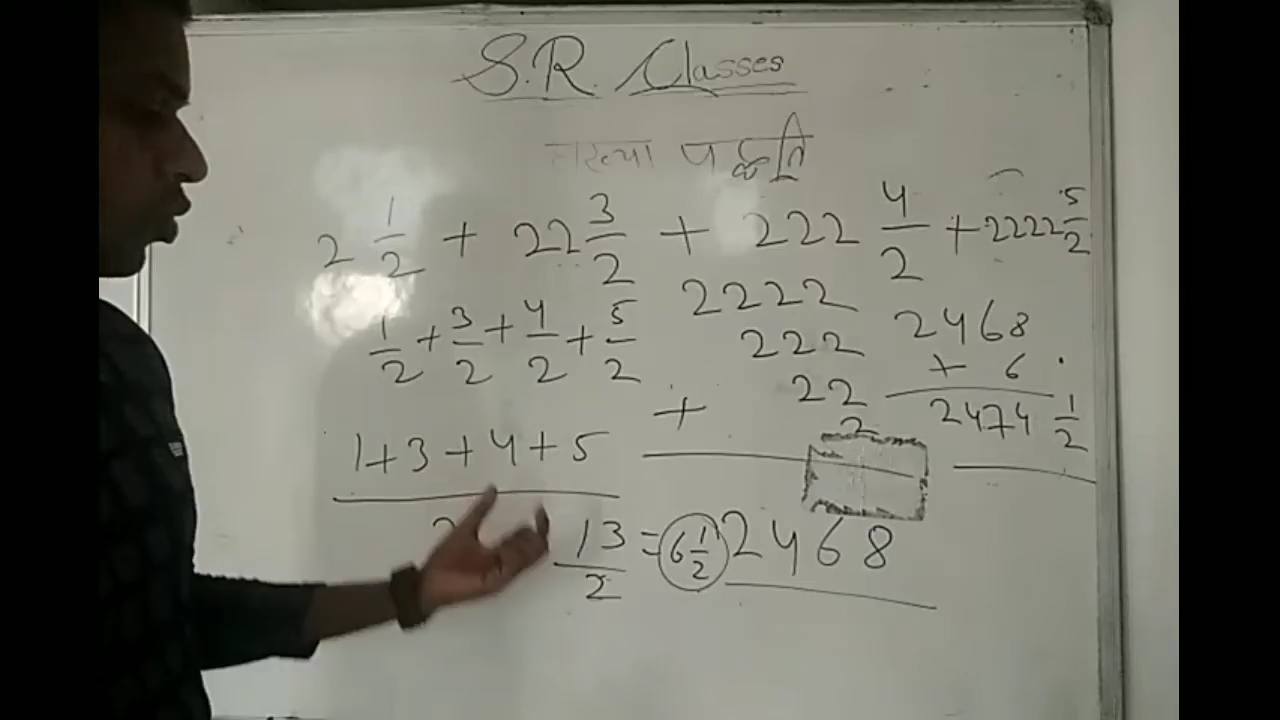 S.R. Classes
संख्या पद्धति
2 1/2 + 22 3/2 + 222 4/2 + 2222 5/2
1/2 + 3/2 + 4/2 + 5/2
1+3+4+5
13/2 = 6 1/2
2222
222
22
+ 2
2468
2468
+ 6
2474 1/2